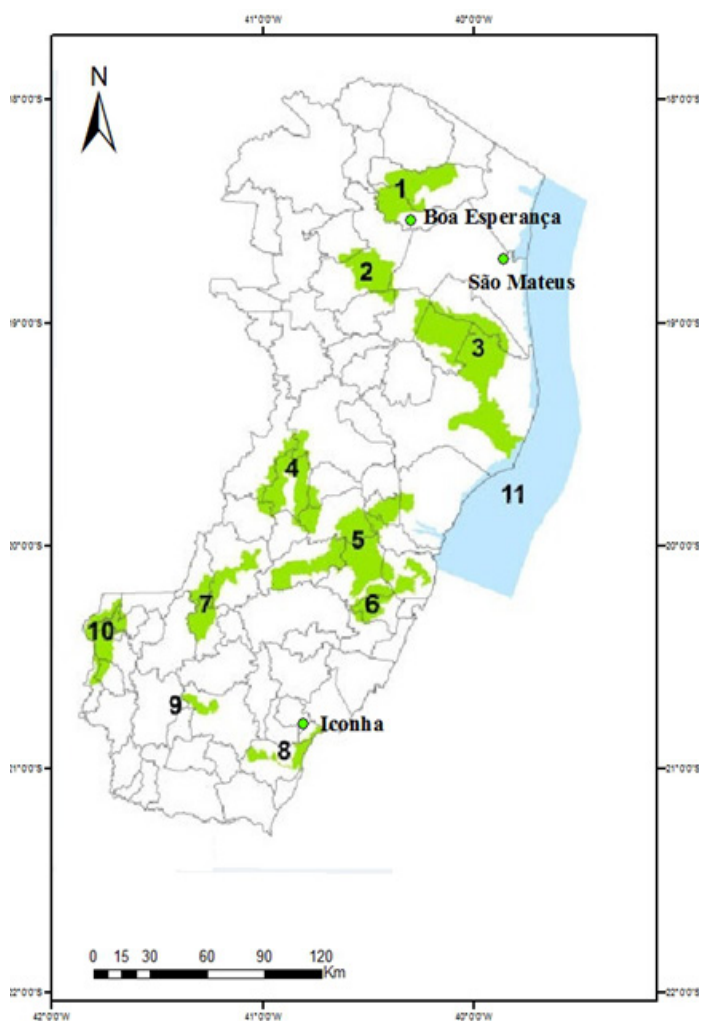 41°0'0"W 40°0'0"W
N
18°0'0"S 18°0'0"S
1
Boa Esperança
2
São Mateus
19°0'0"S 19°0'0"S
3
4
11
5
20°0'0"S 20°0'0"S
6
7
10
9
Iconha
8
21°0'0"S 21°0'0"S
0 15 30 60 90 120
Km
22°0'0"S 22°0'0"S
42°0'0"W 41°0'0"W 40°0'0"W